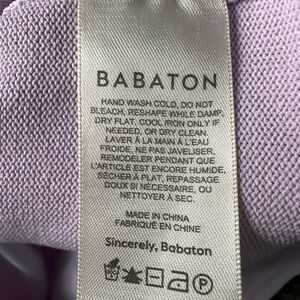 BABATON
HAND WASH COLD, DO NOT
BLEACH, RESHAPE WHILE DAMP,
DRY FLAT, COOL IRON ONLY IF
NEEDED, OR DRY CLEAN.
LAVER À LA MAIN À L'EAU
FROIDE, NE PAS JAVELISER,
REMODELER PENDANT QUE
L'ARTICLE EST ENCORE HUMIDE,
SÉCHER À PLAT, REPASSAGE
DOUX SI NÉCESSAIRE, OU
NETTOYER À SEC.
MADE IN CHINA
FABRIQUÉ EN CHINE
Sincerely, Babaton
P